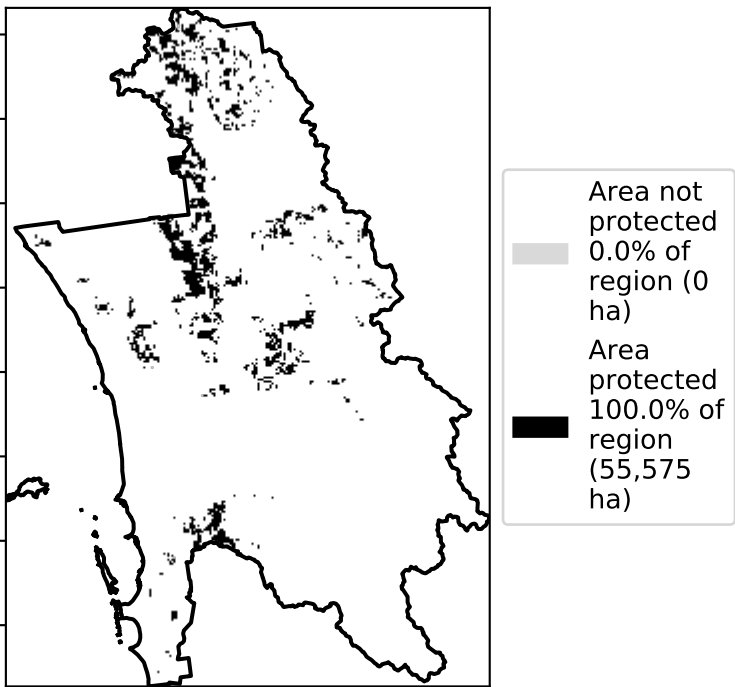 Area not
protected
0.0% of
region (0
ha)
Area
protected
100.0% of
region
(55,575
ha)